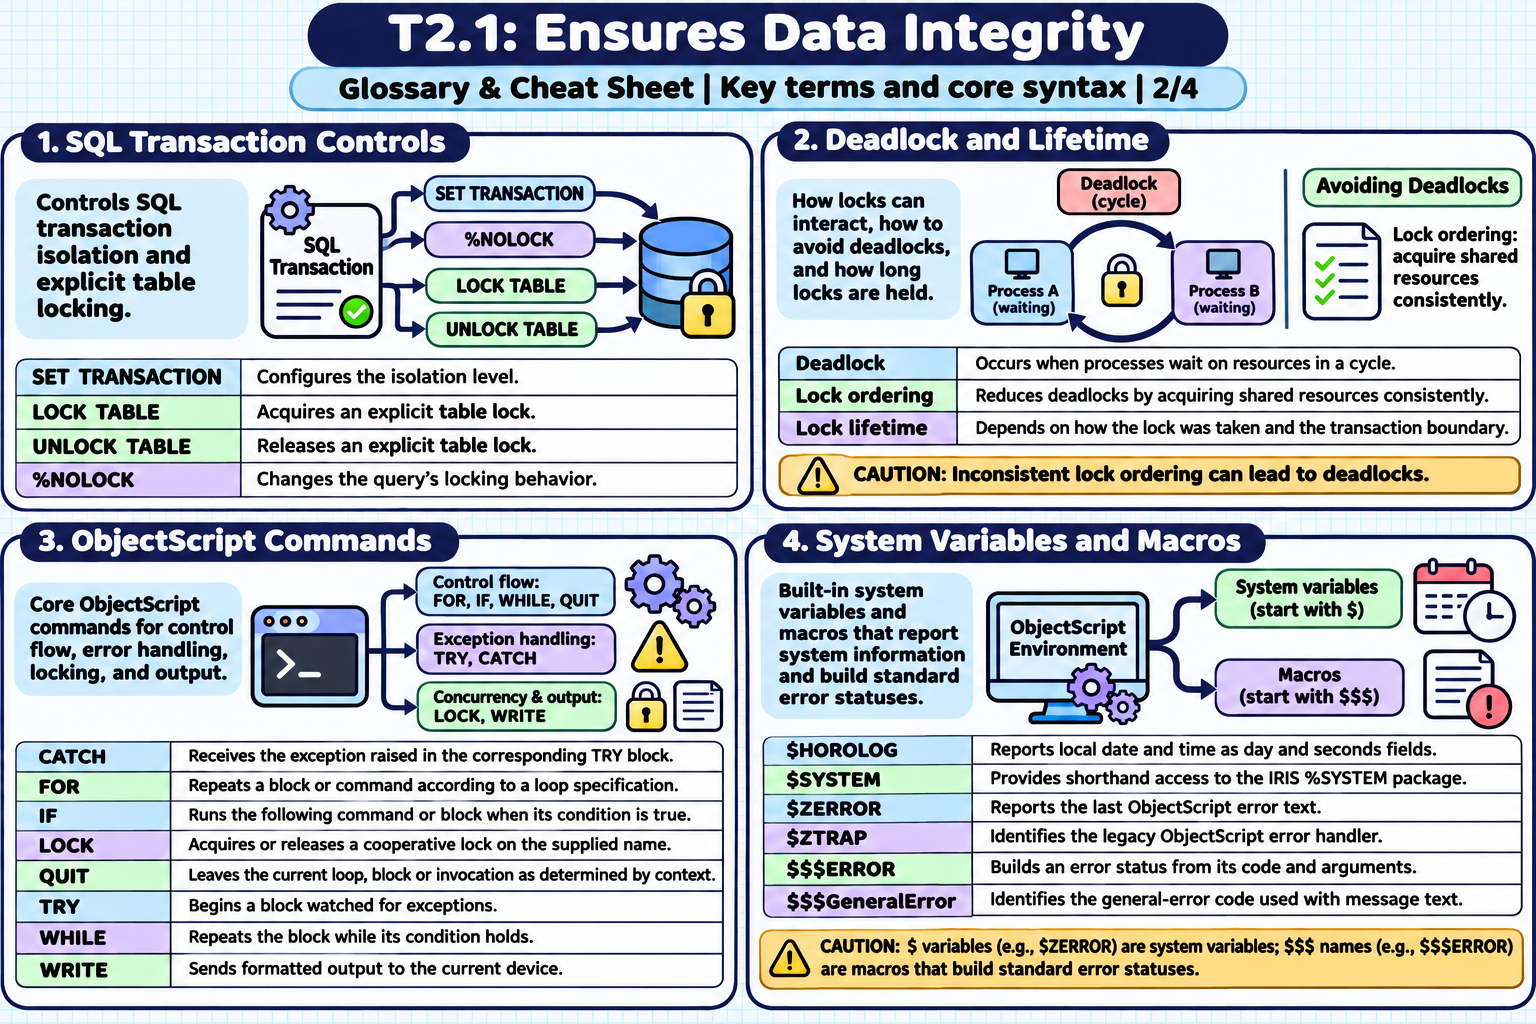 T2.1: Ensures Data Integrity
Glossary & Cheat Sheet | Key terms and core syntax | 2/4
1. SQL Transaction Controls
Controls SQL
transaction
isolation and
explicit table
locking.
SQL
Transaction
SET TRANSACTION
%NOLOCK
LOCK TABLE
UNLOCK TABLE
SET TRANSACTION Configures the isolation level.
LOCK TABLE Acquires an explicit table lock.
UNLOCK TABLE Releases an explicit table lock.
%NOLOCK Changes the query's locking behavior.
2. Deadlock and Lifetime
How locks can
interact, how to
avoid deadlocks,
and how long
locks are held.
Deadlock
(cycle)
Process A
(waiting)
Process B
(waiting)
Avoiding Deadlocks
Lock ordering:
acquire shared
resources
consistently.
Deadlock Occurs when processes wait on resources in a cycle.
Lock ordering Reduces deadlocks by acquiring shared resources consistently.
Lock lifetime Depends on how the lock was taken and the transaction boundary.
CAUTION: Inconsistent lock ordering can lead to deadlocks.
3. ObjectScript Commands
Core ObjectScript
commands for control
flow, error handling,
locking, and output.
Control flow:
FOR, IF, WHILE, QUIT
Exception handling:
TRY, CATCH
Concurrency & output:
LOCK, WRITE
CATCH Receives the exception raised in the corresponding TRY block.
FOR Repeats a block or command according to a loop specification.
IF Runs the following command or block when its condition is true.
LOCK Acquires or releases a cooperative lock on the supplied name.
QUIT Leaves the current loop, block or invocation as determined by context.
TRY Begins a block watched for exceptions.
WHILE Repeats the block while its condition holds.
WRITE Sends formatted output to the current device.
4. System Variables and Macros
Built-in system
variables and
macros that report
system information
and build standard
error statuses.
ObjectScript
Environment
System variables
(start with $)
Macros
(start with $$$)
$HOROLOG Reports local date and time as day and seconds fields.
$SYSTEM Provides shorthand access to the IRIS %SYSTEM package.
$ZERROR Reports the last ObjectScript error text.
$ZTRAP Identifies the legacy ObjectScript error handler.
$$$ERROR Builds an error status from its code and arguments.
$$$GeneralError Identifies the general-error code used with message text.
CAUTION: $ variables (e.g., $ZERROR) are system variables; $$$ names (e.g., $$$ERROR)
are macros that build standard error statuses.